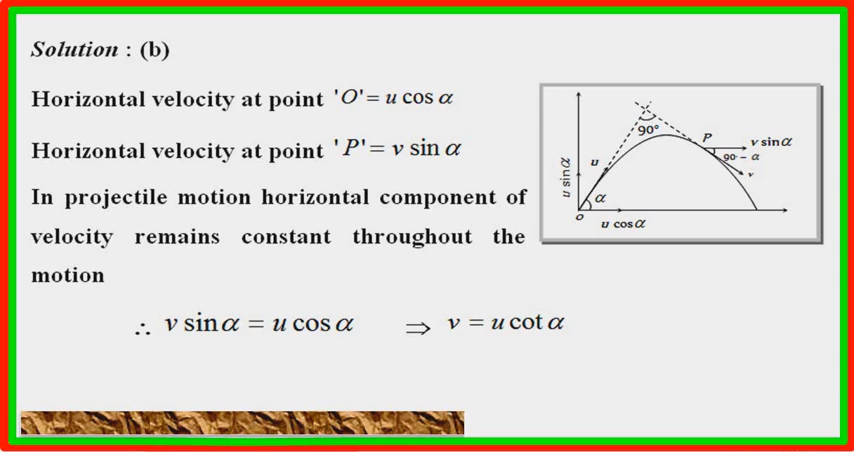 Solution : (b)
Horizontal velocity at point 'O'= u cos α
Horizontal velocity at point 'P'= v sin α
In projectile motion horizontal component of
velocity remains constant throughout the
motion
∴ v sin α = u cos α ⇒ v = u cot α
90°
P
v sin α
90° – α
v
u
u sin α
α
O
u cos α